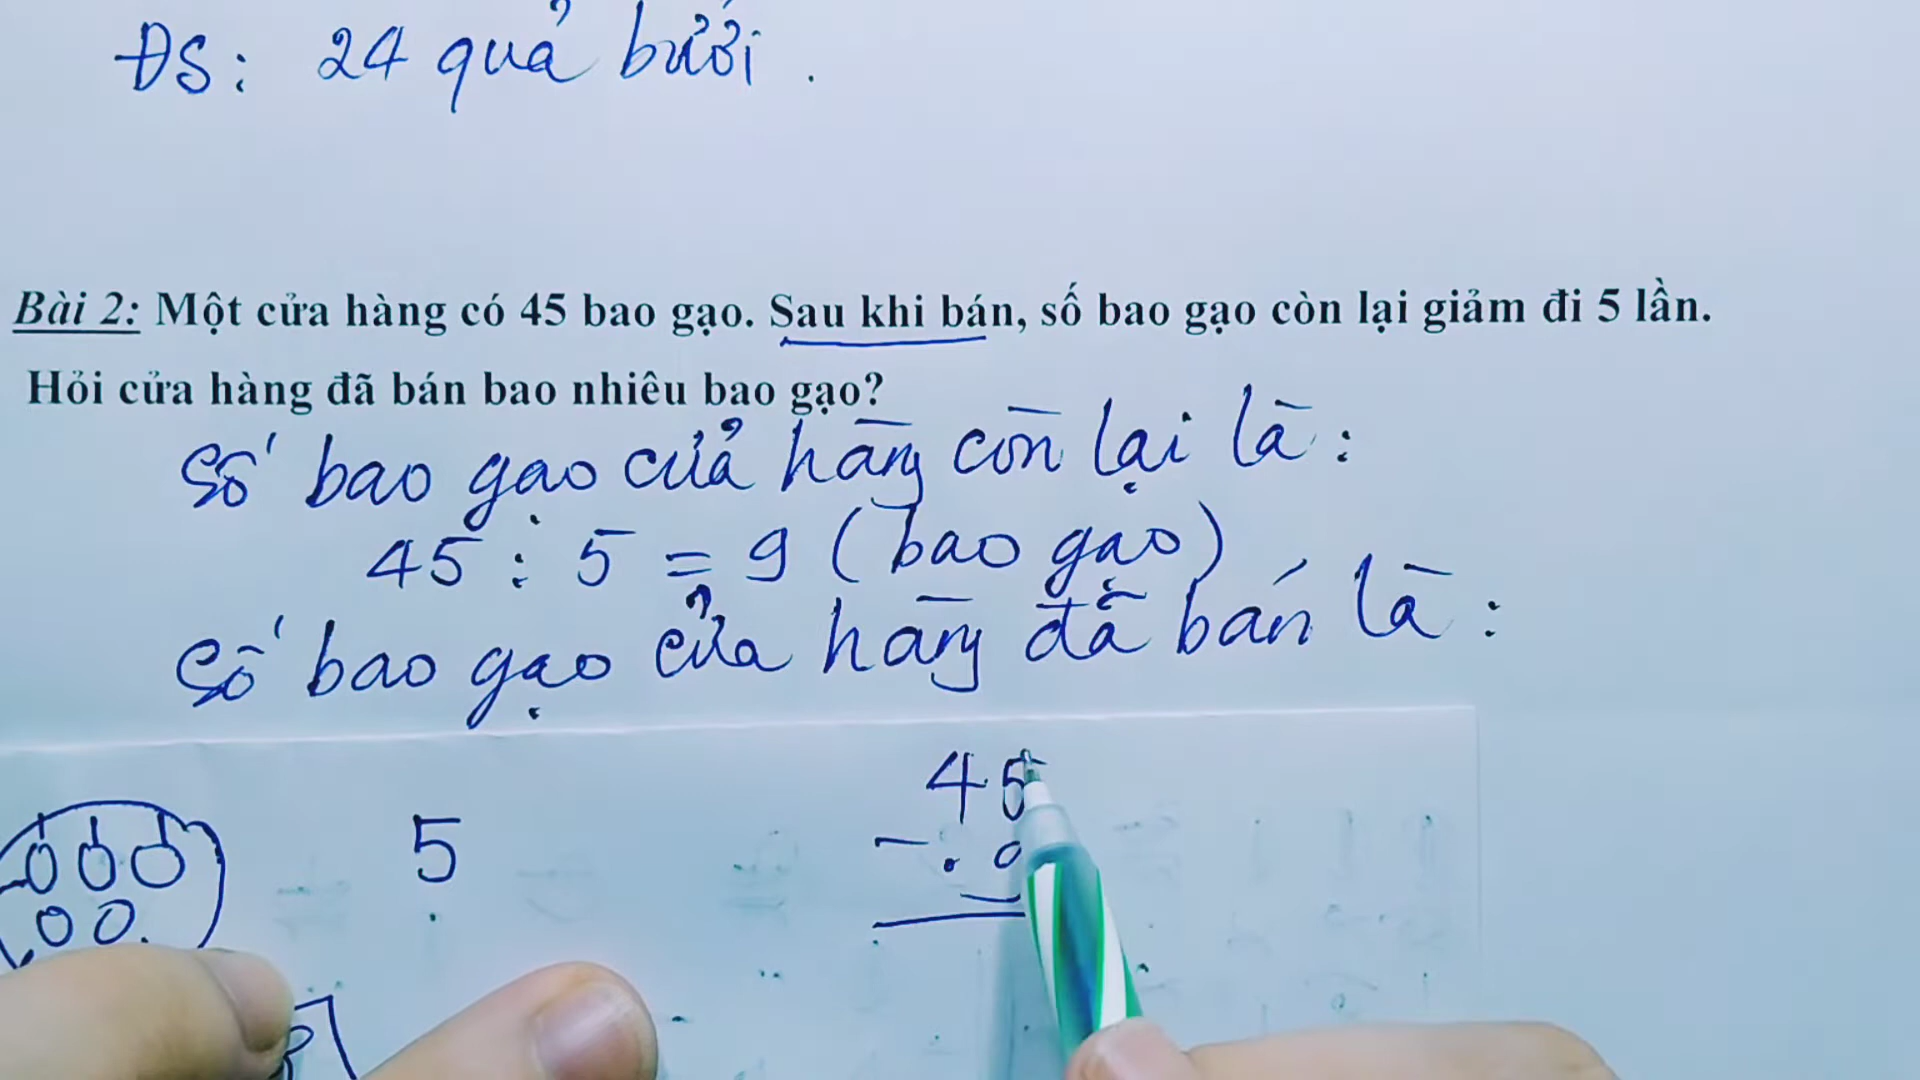 ĐS: 24 quả bưởi.
Bài 2: Một cửa hàng có 45 bao gạo. Sau khi bán, số bao gạo còn lại giảm đi 5 lần.
Hỏi cửa hàng đã bán bao nhiêu bao gạo?
Số bao gạo cửa hàng còn lại là:
45 : 5 = 9 (bao gạo)
Số bao gạo cửa hàng đã bán là:
45
5
-